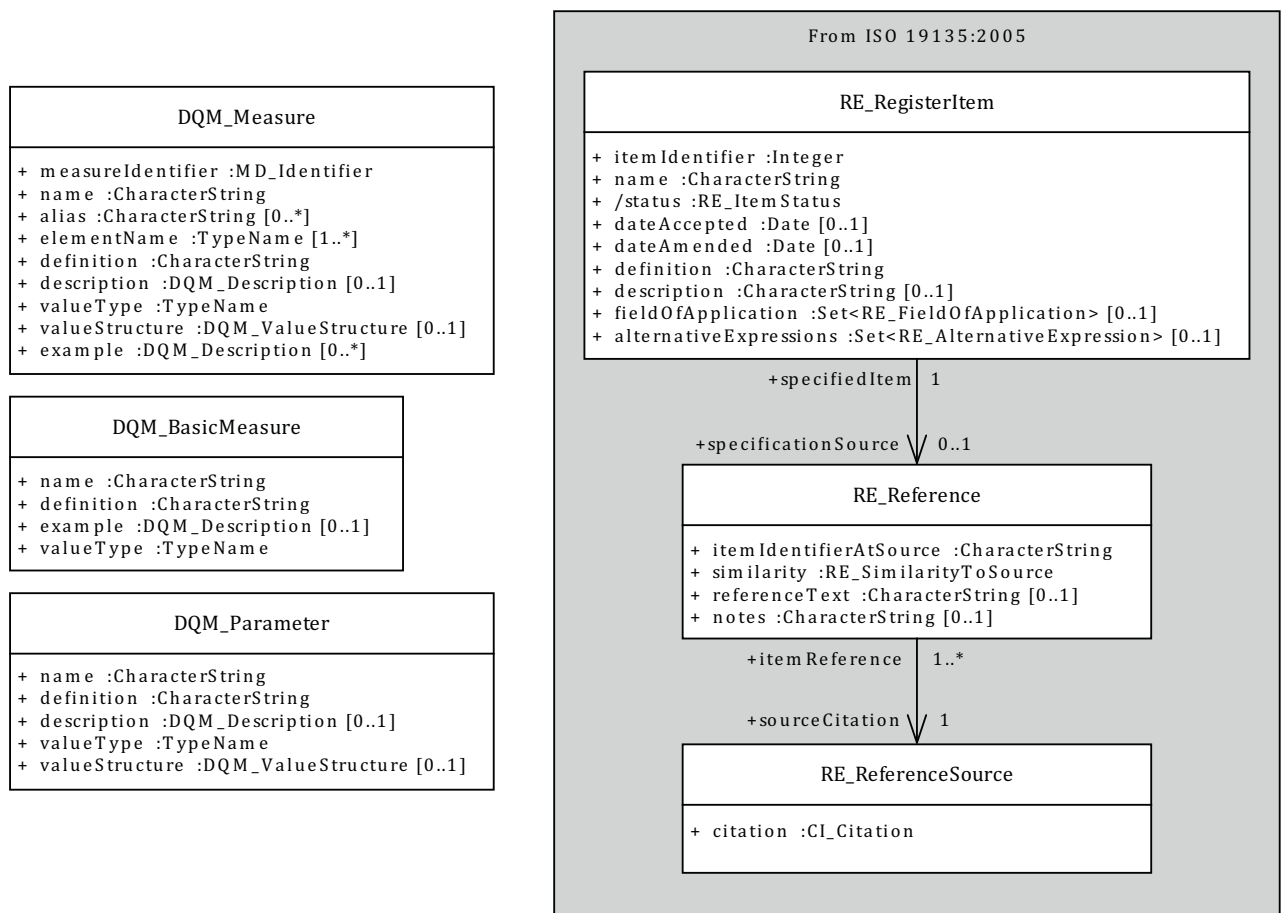 DQM_Measure
+ measureIdentifier :MD_Identifier
+ name :CharacterString
+ alias :CharacterString [0..*]
+ elementName :TypeName [1..*]
+ definition :CharacterString
+ description :DQM_Description [0..1]
+ valueType :TypeName
+ valueStructure :DQM_ValueStructure [0..1]
+ example :DQM_Description [0..*]
DQM_BasicMeasure
+ name :CharacterString
+ definition :CharacterString
+ example :DQM_Description [0..1]
+ valueType :TypeName
DQM_Parameter
+ name :CharacterString
+ definition :CharacterString
+ description :DQM_Description [0..1]
+ valueType :TypeName
+ valueStructure :DQM_ValueStructure [0..1]
From ISO 19135:2005
RE_RegisterItem
+ itemIdentifier :Integer
+ name :CharacterString
+ /status :RE_ItemStatus
+ dateAccepted :Date [0..1]
+ dateAmended :Date [0..1]
+ definition :CharacterString
+ description :CharacterString [0..1]
+ fieldOfApplication :Set<RE_FieldOfApplication> [0..1]
+ alternativeExpressions :Set<RE_AlternativeExpression> [0..1]
+specifiedItem 1
+specificationSource 0..1
RE_Reference
+ itemIdentifierAtSource :CharacterString
+ similarity :RE_SimilarityToSource
+ referenceText :CharacterString [0..1]
+ notes :CharacterString [0..1]
+itemReference 1..*
+sourceCitation 1
RE_ReferenceSource
+ citation :CI_Citation